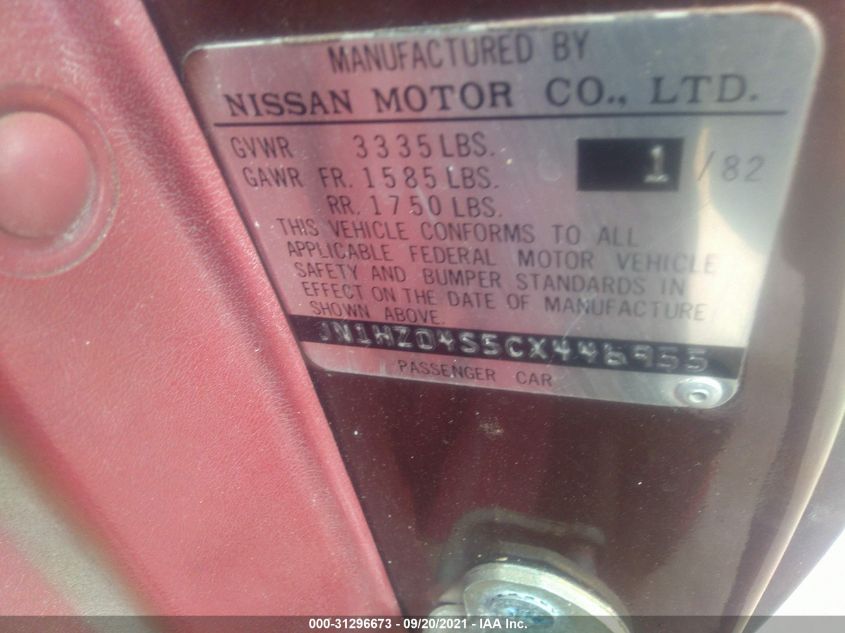 MANUFACTURED BY
NISSAN MOTOR CO., LTD.
GVWR 3335 LBS.
1 / 82
GAWR FR. 1585 LBS.
RR. 1750 LBS.
THIS VEHICLE CONFORMS TO ALL
APPLICABLE FEDERAL MOTOR VEHICLE
SAFETY AND BUMPER STANDARDS IN
EFFECT ON THE DATE OF MANUFACTURE
SHOWN ABOVE.
JN1HZ04S5CX446955
PASSENGER CAR
000-31296673 - 09/20/2021 - IAA Inc.